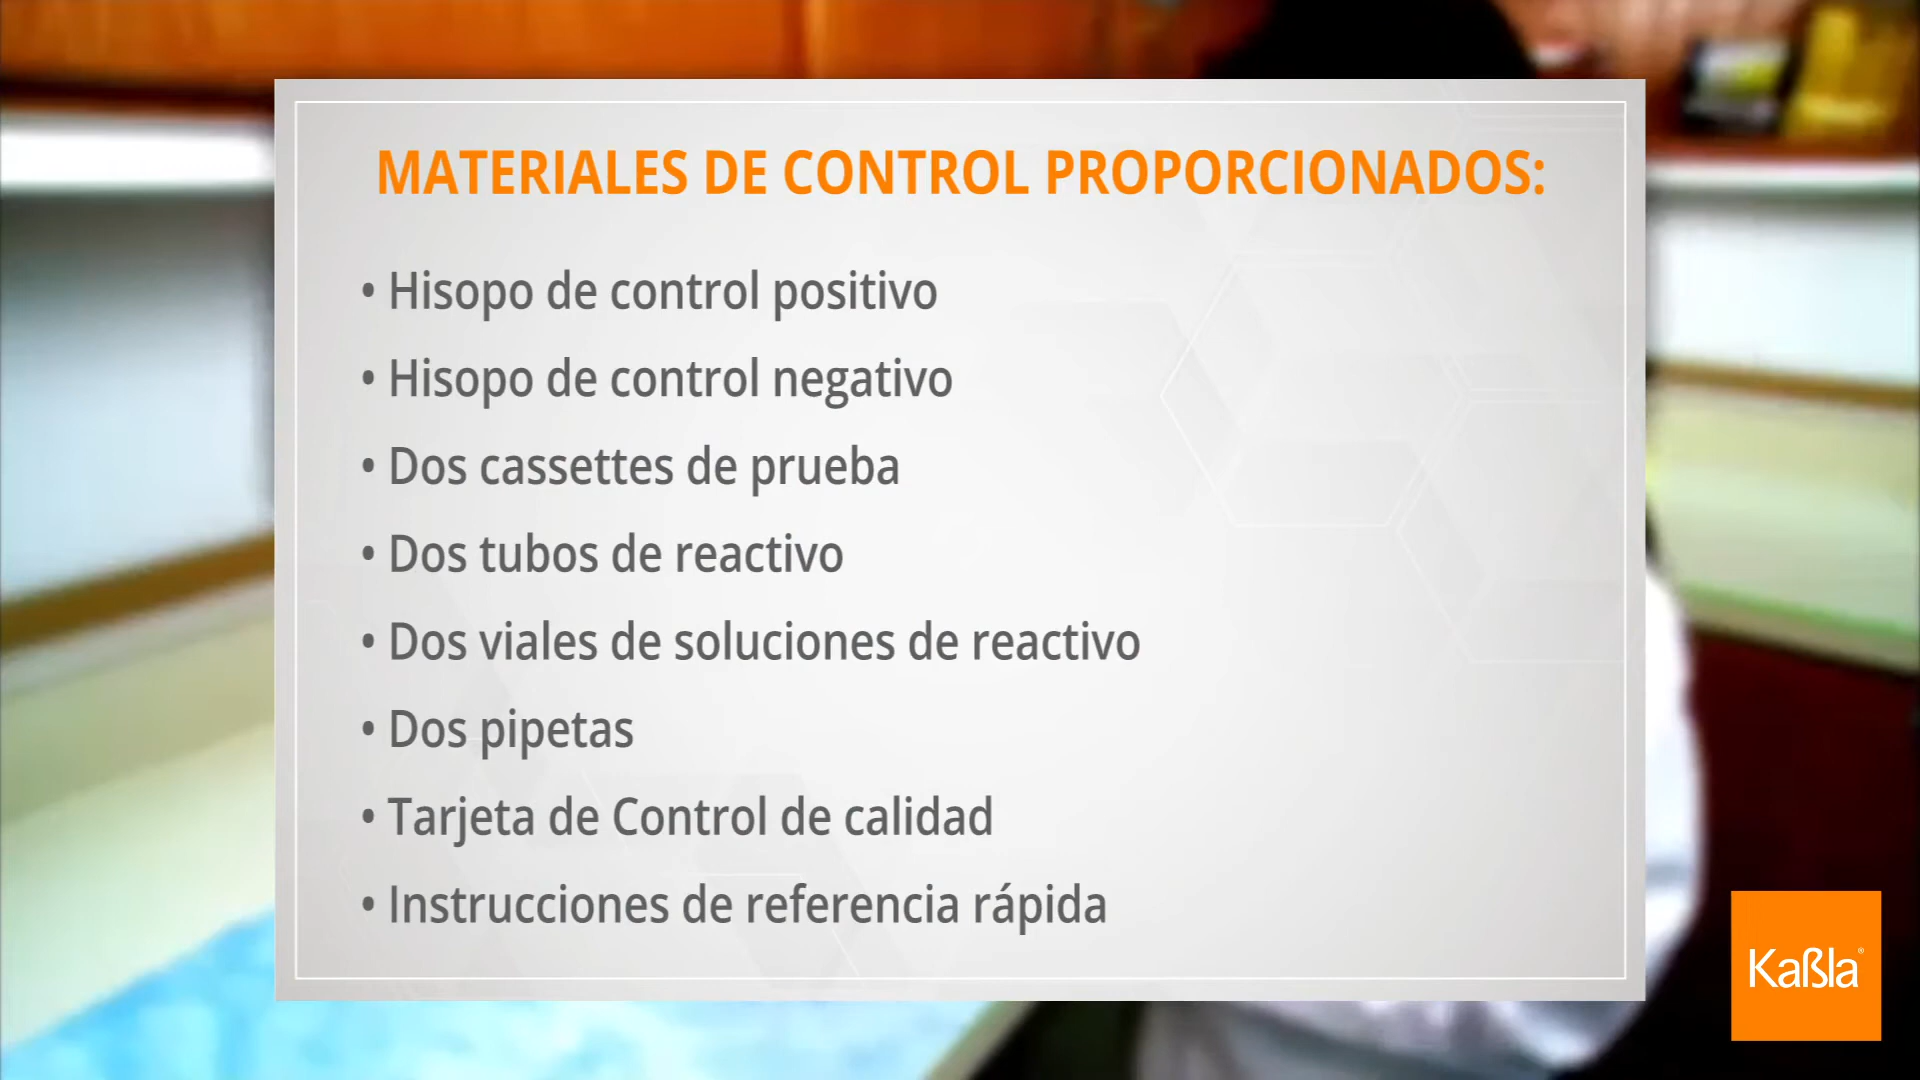 MATERIALES DE CONTROL PROPORCIONADOS:
• Hisopo de control positivo
• Hisopo de control negativo
• Dos cassettes de prueba
• Dos tubos de reactivo
• Dos viales de soluciones de reactivo
• Dos pipetas
• Tarjeta de Control de calidad
• Instrucciones de referencia rápida
Kaßla®